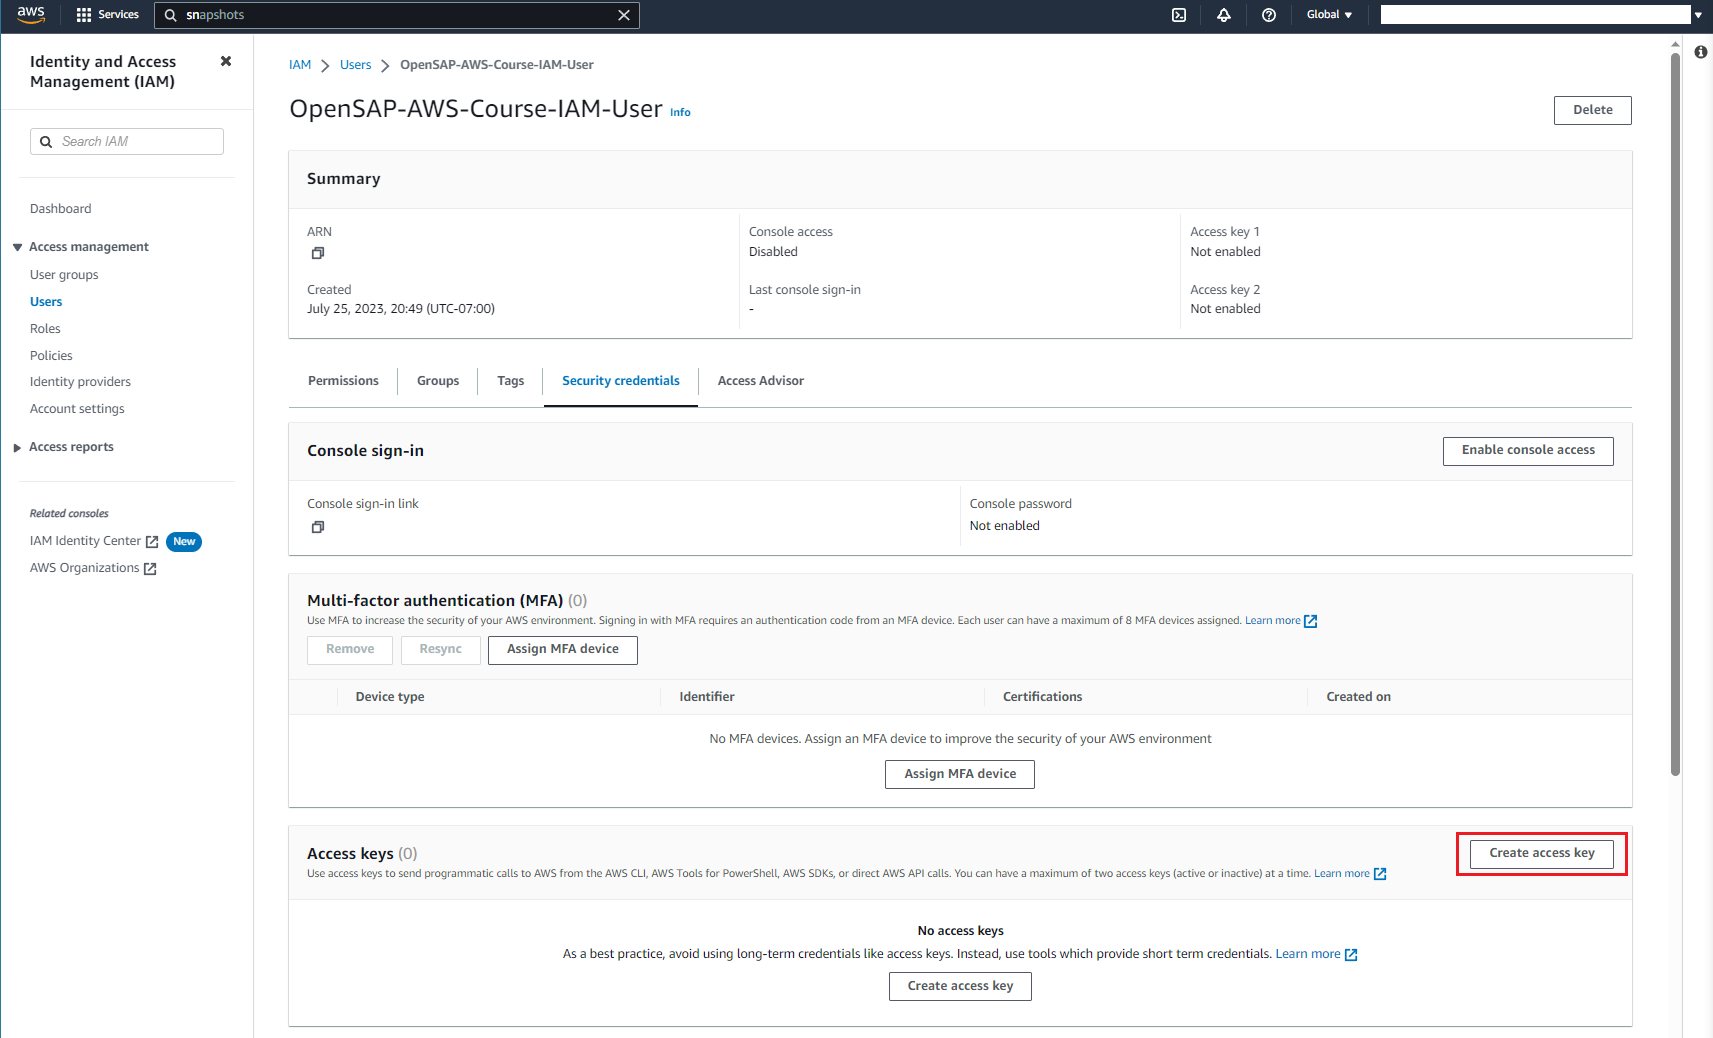 aws
Services
snapshots
Global
Identity and Access
Management (IAM)
Search IAM
Dashboard
Access management
User groups
Users
Roles
Policies
Identity providers
Account settings
Access reports
Related consoles
IAM Identity Center New
AWS Organizations
IAM > Users > OpenSAP-AWS-Course-IAM-User
OpenSAP-AWS-Course-IAM-User Info
Delete
Summary
ARN
Console access
Disabled
Access key 1
Not enabled
Created
July 25, 2023, 20:49 (UTC-07:00)
Last console sign-in
-
Access key 2
Not enabled
Permissions
Groups
Tags
Security credentials
Access Advisor
Console sign-in
Enable console access
Console sign-in link
Console password
Not enabled
Multi-factor authentication (MFA) (0)
Use MFA to increase the security of your AWS environment. Signing in with MFA requires an authentication code from an MFA device. Each user can have a maximum of 8 MFA devices assigned. Learn more
Remove
Resync
Assign MFA device
Device type
Identifier
Certifications
Created on
No MFA devices. Assign an MFA device to improve the security of your AWS environment
Assign MFA device
Access keys (0)
Create access key
Use access keys to send programmatic calls to AWS from the AWS CLI, AWS Tools for PowerShell, AWS SDKs, or direct AWS API calls. You can have a maximum of two access keys (active or inactive) at a time. Learn more
No access keys
As a best practice, avoid using long-term credentials like access keys. Instead, use tools which provide short term credentials. Learn more
Create access key